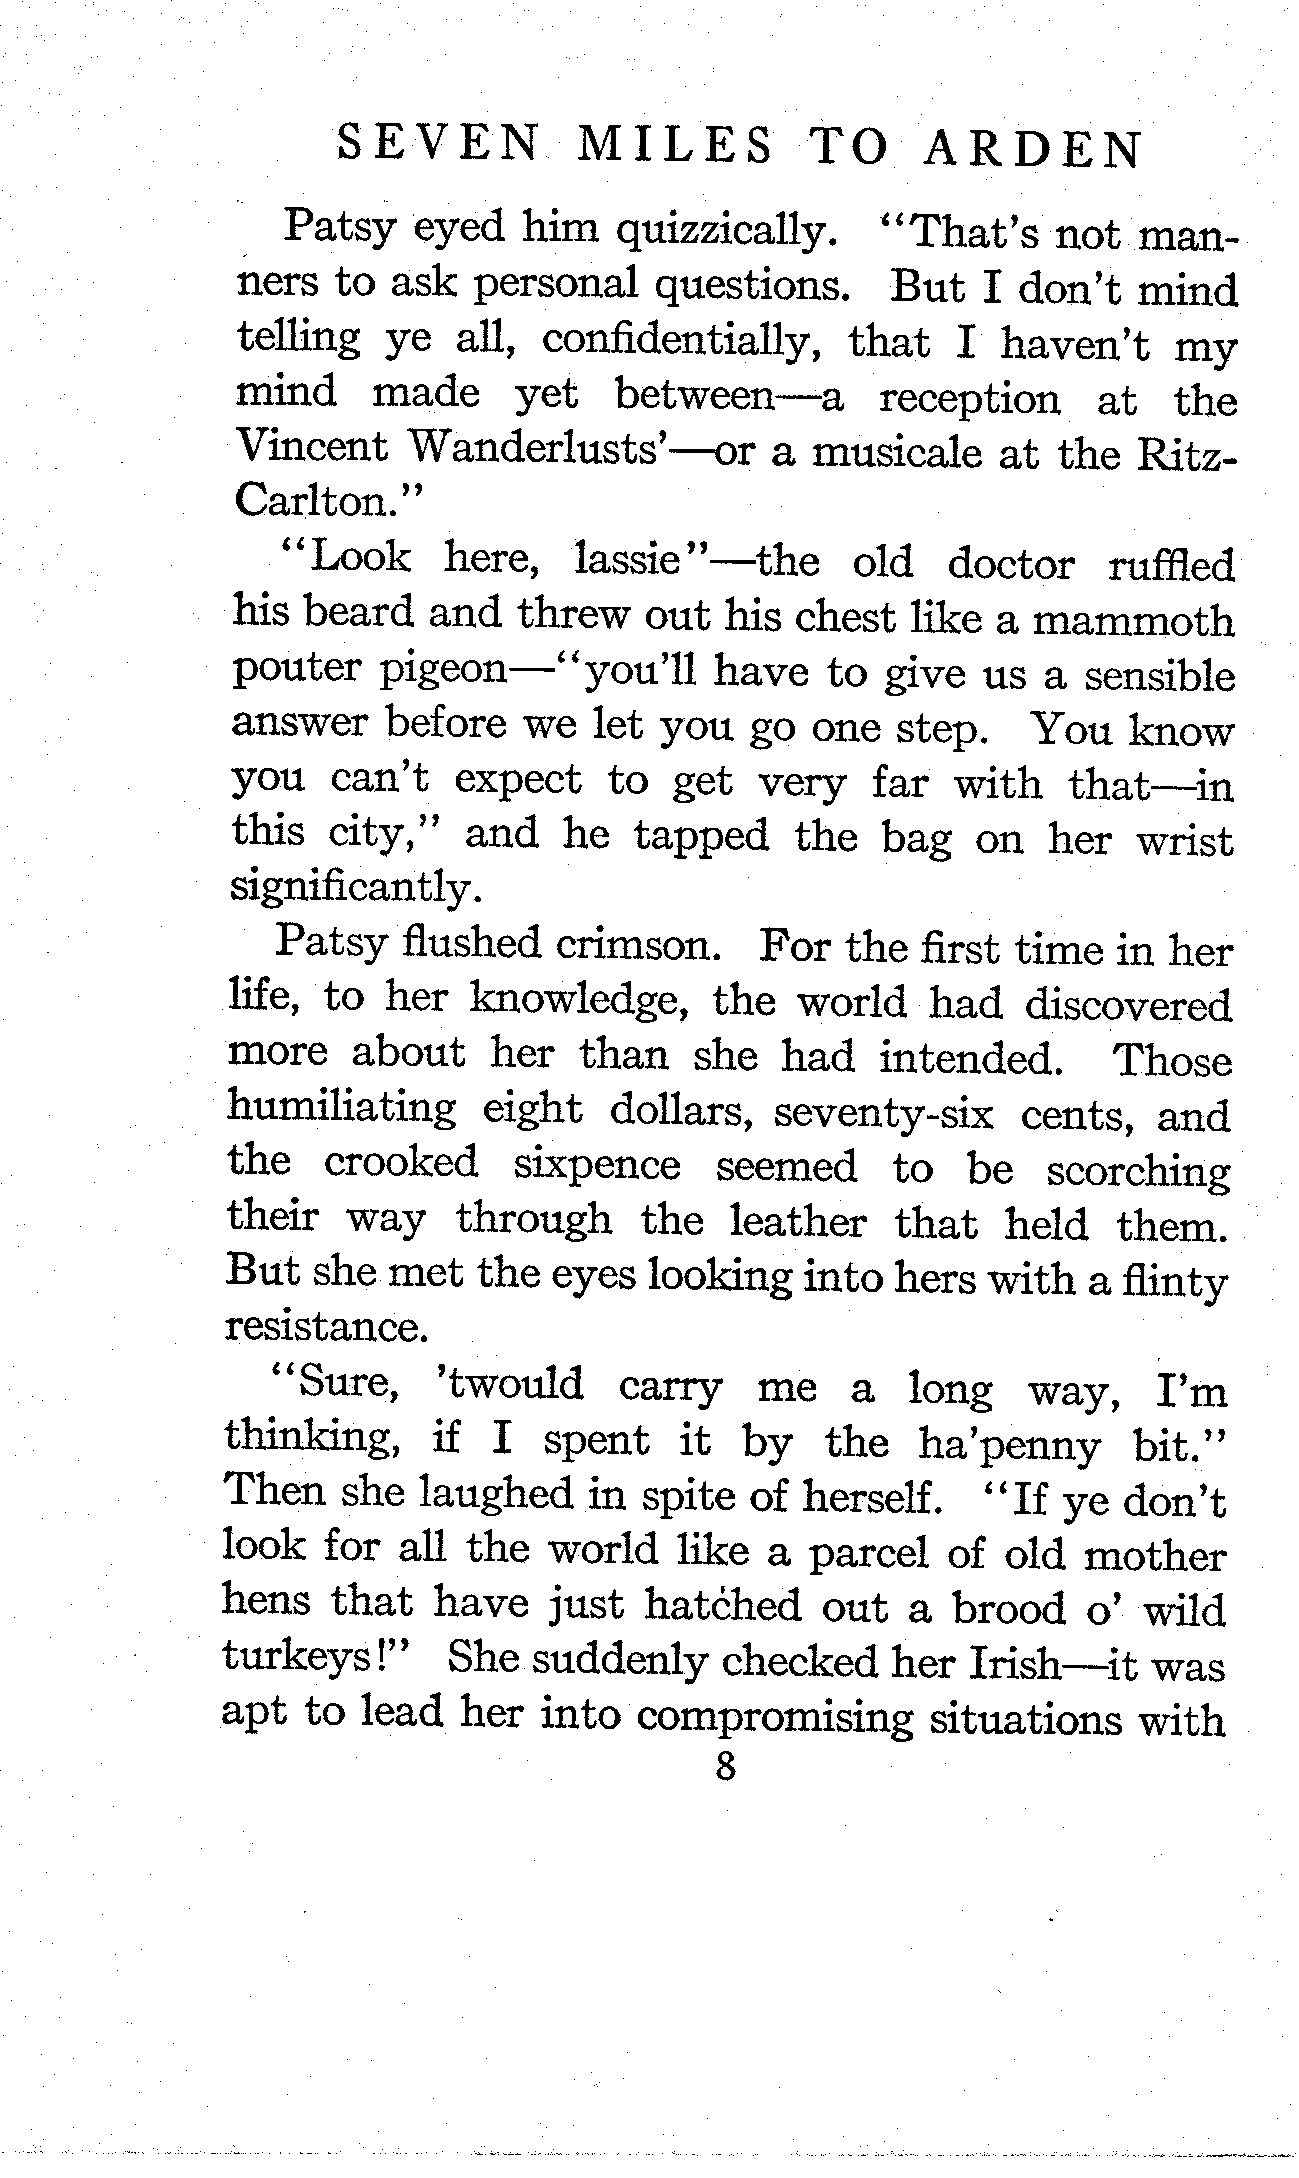 SEVEN MILES TO ARDEN
Patsy eyed him quizzically. “That’s not man-
ners to ask personal questions. But I don’t mind
telling ye all, confidentially, that I haven’t my
mind made yet between—a reception at the
Vincent Wanderlusts’—or a musicale at the Ritz-
Carlton.”
“Look here, lassie”—the old doctor ruffled
his beard and threw out his chest like a mammoth
pouter pigeon—“you’ll have to give us a sensible
answer before we let you go one step. You know
you can’t expect to get very far with that—in
this city,” and he tapped the bag on her wrist
significantly.
Patsy flushed crimson. For the first time in her
life, to her knowledge, the world had discovered
more about her than she had intended. Those
humiliating eight dollars, seventy-six cents, and
the crooked sixpence seemed to be scorching
their way through the leather that held them.
But she met the eyes looking into hers with a flinty
resistance.
“Sure, ’twould carry me a long way, I’m
thinking, if I spent it by the ha’penny bit.”
Then she laughed in spite of herself. “If ye don’t
look for all the world like a parcel of old mother
hens that have just hatched out a brood o’ wild
turkeys!” She suddenly checked her Irish—it was
apt to lead her into compromising situations with
8